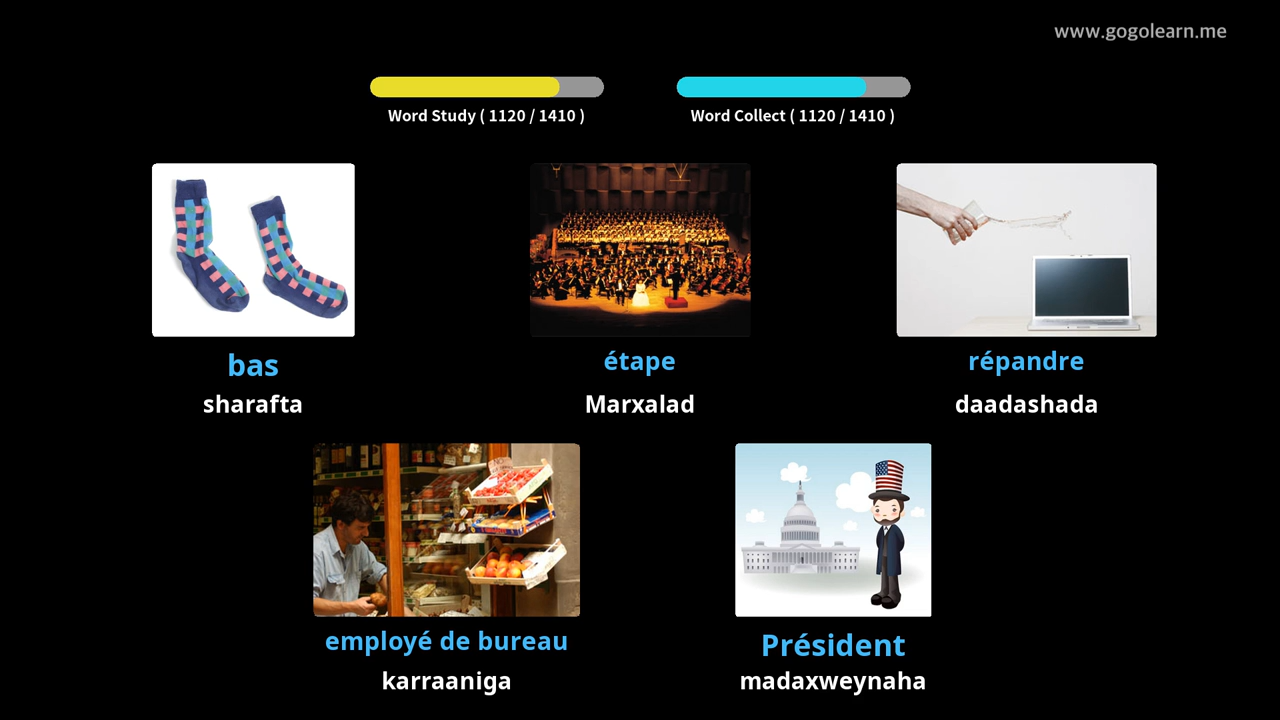 www.gogolearn.me
Word Study ( 1120 / 1410 )
Word Collect ( 1120 / 1410 )
bas
sharafta
étape
Marxalad
répandre
daadashada
employé de bureau
karraaniga
Président
madaxweynaha